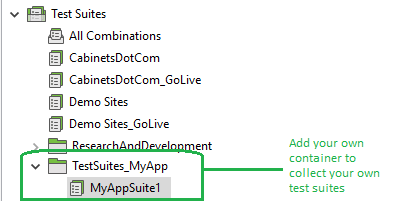 Test Suites
All Combinations
CabinetsDotCom
CabinetsDotCom_GoLive
Demo Sites
Demo Sites_GoLive
ResearchAndDevelopment
TestSuites_MyApp
MyAppSuite1
Add your own
container to
collect your own
test suites